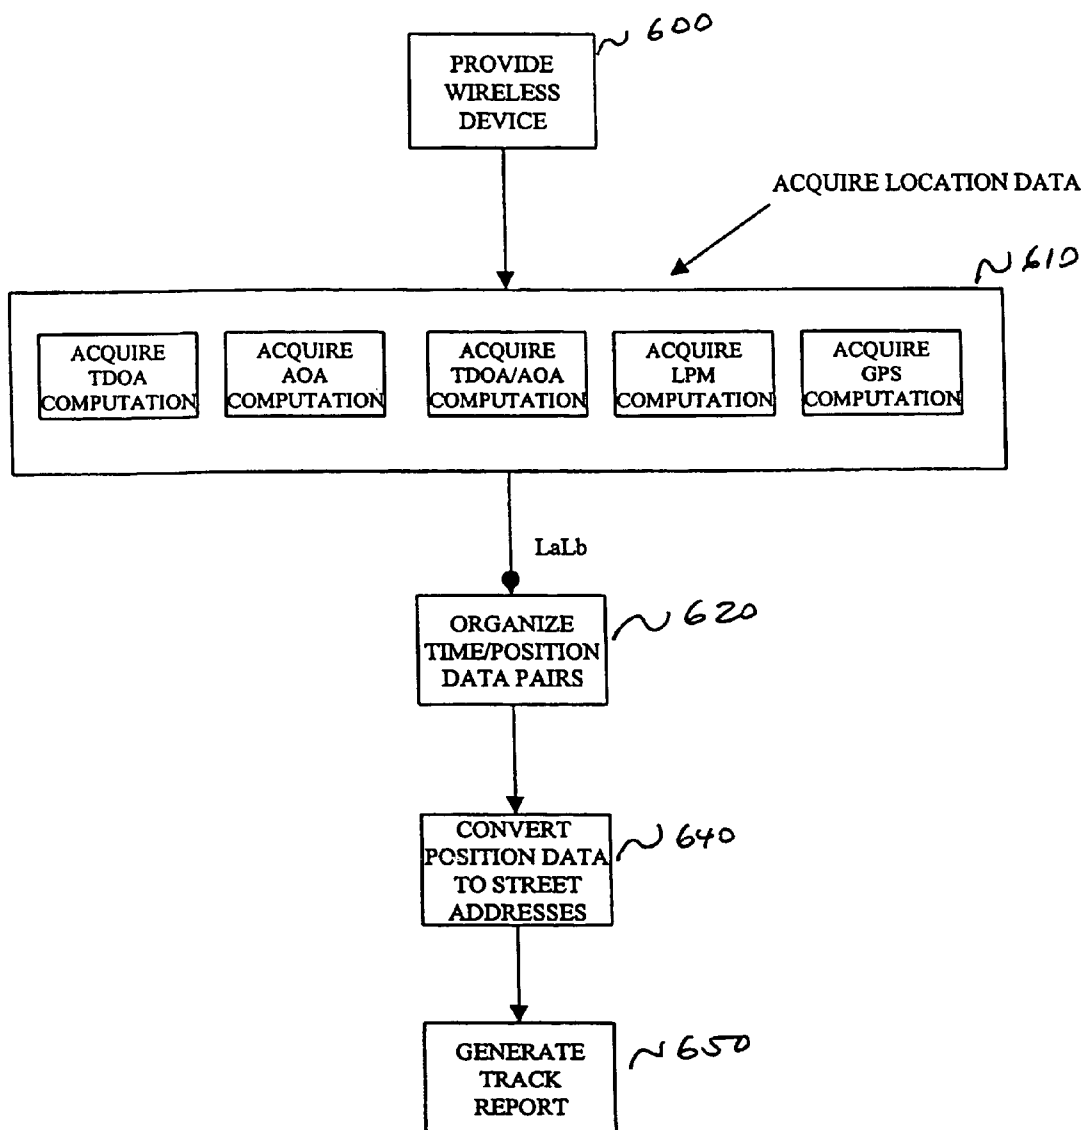 600
PROVIDE
WIRELESS
DEVICE
ACQUIRE LOCATION DATA
610
ACQUIRE
TDOA
COMPUTATION
ACQUIRE
AOA
COMPUTATION
ACQUIRE
TDOA/AOA
COMPUTATION
ACQUIRE
LPM
COMPUTATION
ACQUIRE
GPS
COMPUTATION
LaLb
620
ORGANIZE
TIME/POSITION
DATA PAIRS
CONVERT
POSITION DATA
TO STREET
ADDRESSES
640
GENERATE
TRACK
REPORT
650